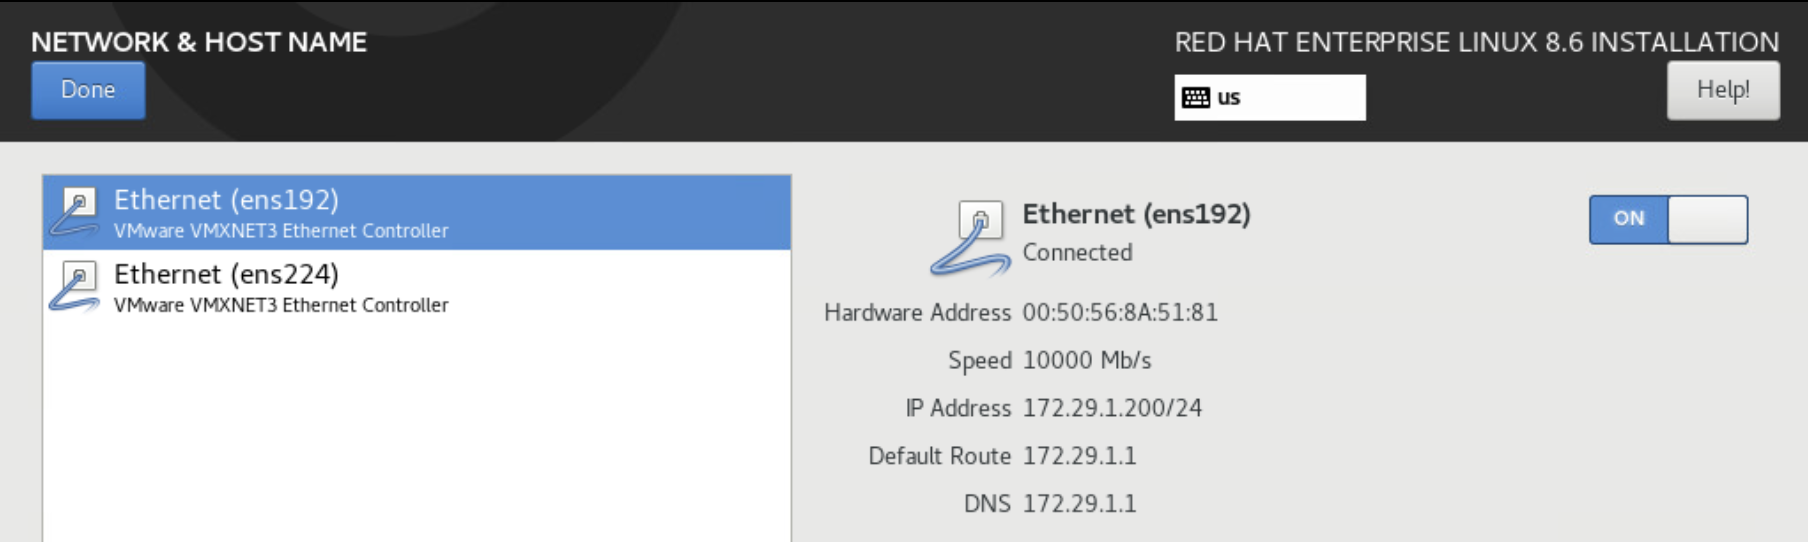 NETWORK & HOST NAME
RED HAT ENTERPRISE LINUX 8.6 INSTALLATION
Done
us
Help!
Ethernet (ens192)
VMware VMXNET3 Ethernet Controller
Ethernet (ens224)
VMware VMXNET3 Ethernet Controller
Ethernet (ens192)
Connected
ON
Hardware Address 00:50:56:8A:51:81
Speed 10000 Mb/s
IP Address 172.29.1.200/24
Default Route 172.29.1.1
DNS 172.29.1.1